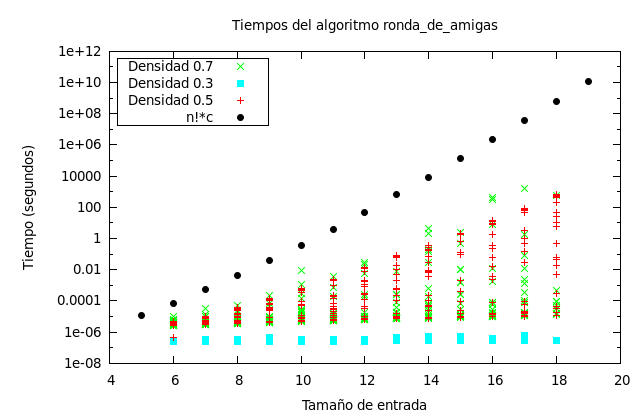 Tiempos del algoritmo ronda_de_amigas
1e+12
1e+10
1e+08
1e+06
10000
100
1
0.01
0.0001
1e-06
1e-08
Tiempo (segundos)
Densidad 0.7
Densidad 0.3
Densidad 0.5
n!*c
4 6 8 10 12 14 16 18 20
Tamaño de entrada